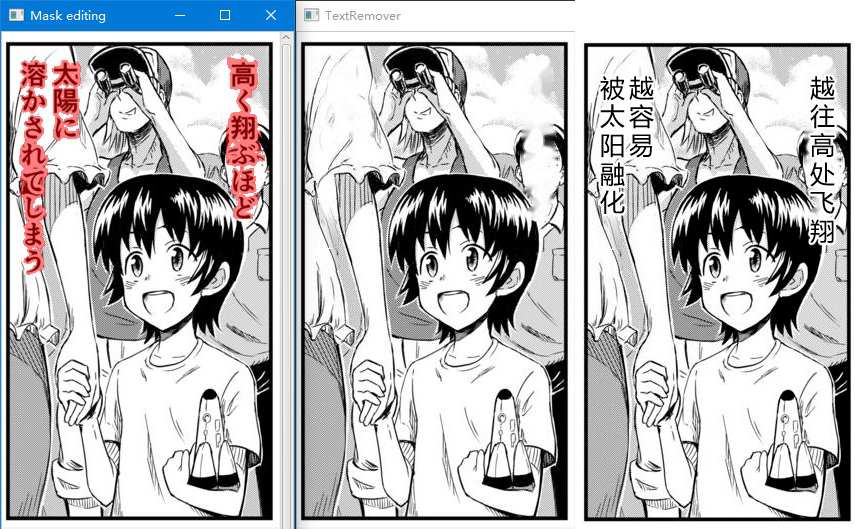 Mask editing
TextRemover
高く翔ぶほど
太陽に
溶かされてしまう
越往高处飞翔
越容易
被太阳融化